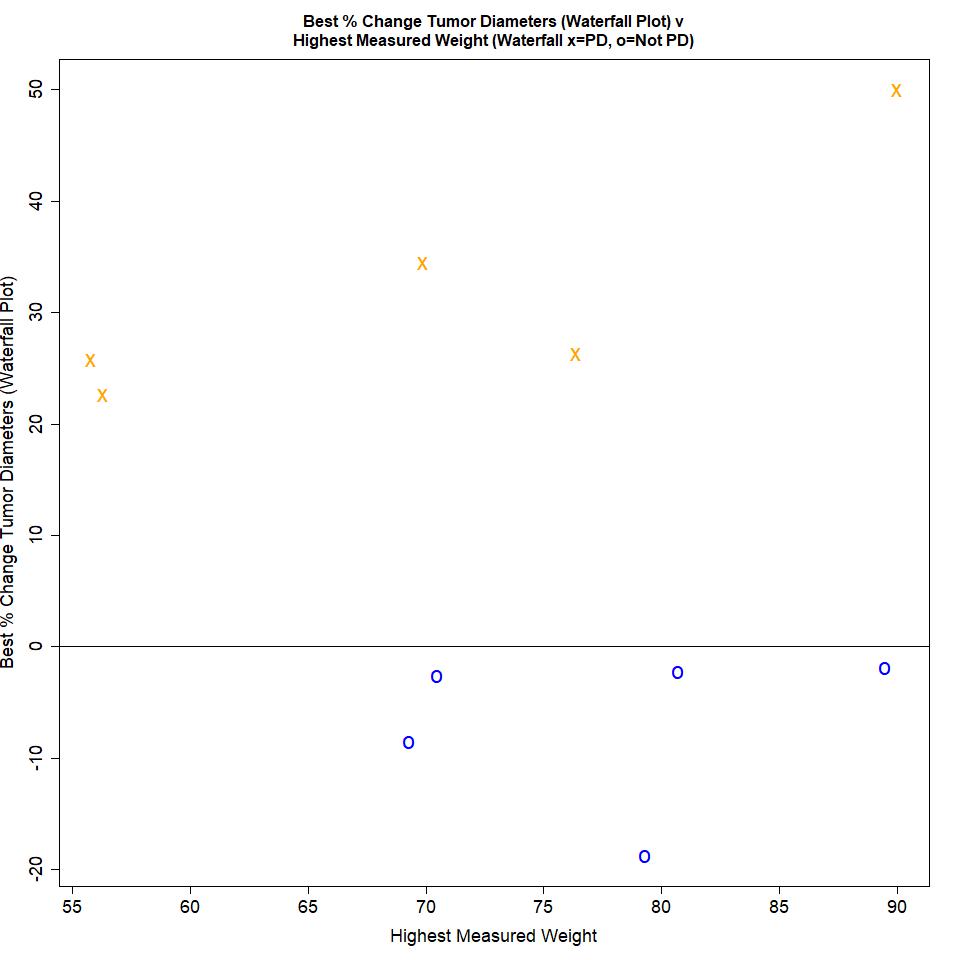 Best % Change Tumor Diameters (Waterfall Plot) v
Highest Measured Weight (Waterfall x=PD, o=Not PD)
Best % Change Tumor Diameters (Waterfall Plot)
50
40
30
20
10
0
-10
-20
X
X
X
X
X
O
O
O
O
O
55 60 65 70 75 80 85 90
Highest Measured Weight